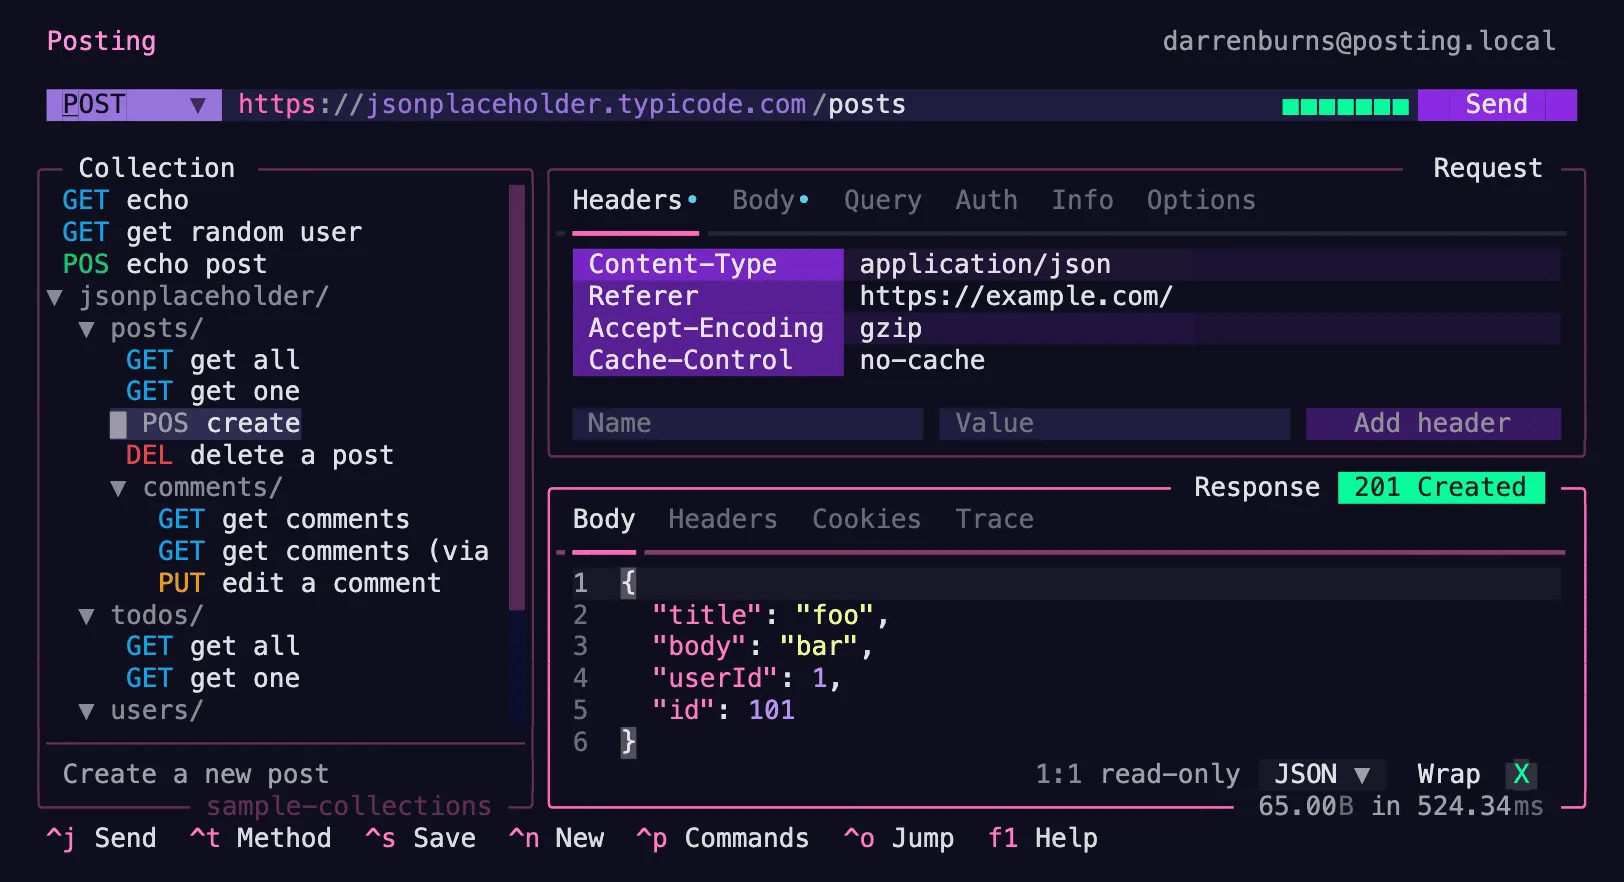 Posting darrenburns@posting.local
POST ▼ https://jsonplaceholder.typicode.com/posts Send
Collection
GET echo
GET get random user
POS echo post
▼ jsonplaceholder/
▼ posts/
GET get all
GET get one
POS create
DEL delete a post
▼ comments/
GET get comments
GET get comments (via
PUT edit a comment
▼ todos/
GET get all
GET get one
▼ users/
Create a new post
sample-collections
Request
Headers• Body• Query Auth Info Options
Content-Type application/json
Referer https://example.com/
Accept-Encoding gzip
Cache-Control no-cache
Name Value Add header
Response 201 Created
Body Headers Cookies Trace
1 {
2 "title": "foo",
3 "body": "bar",
4 "userId": 1,
5 "id": 101
6 }
1:1 read-only JSON ▼ Wrap X
65.00B in 524.34ms
^j Send ^t Method ^s Save ^n New ^p Commands ^o Jump f1 Help